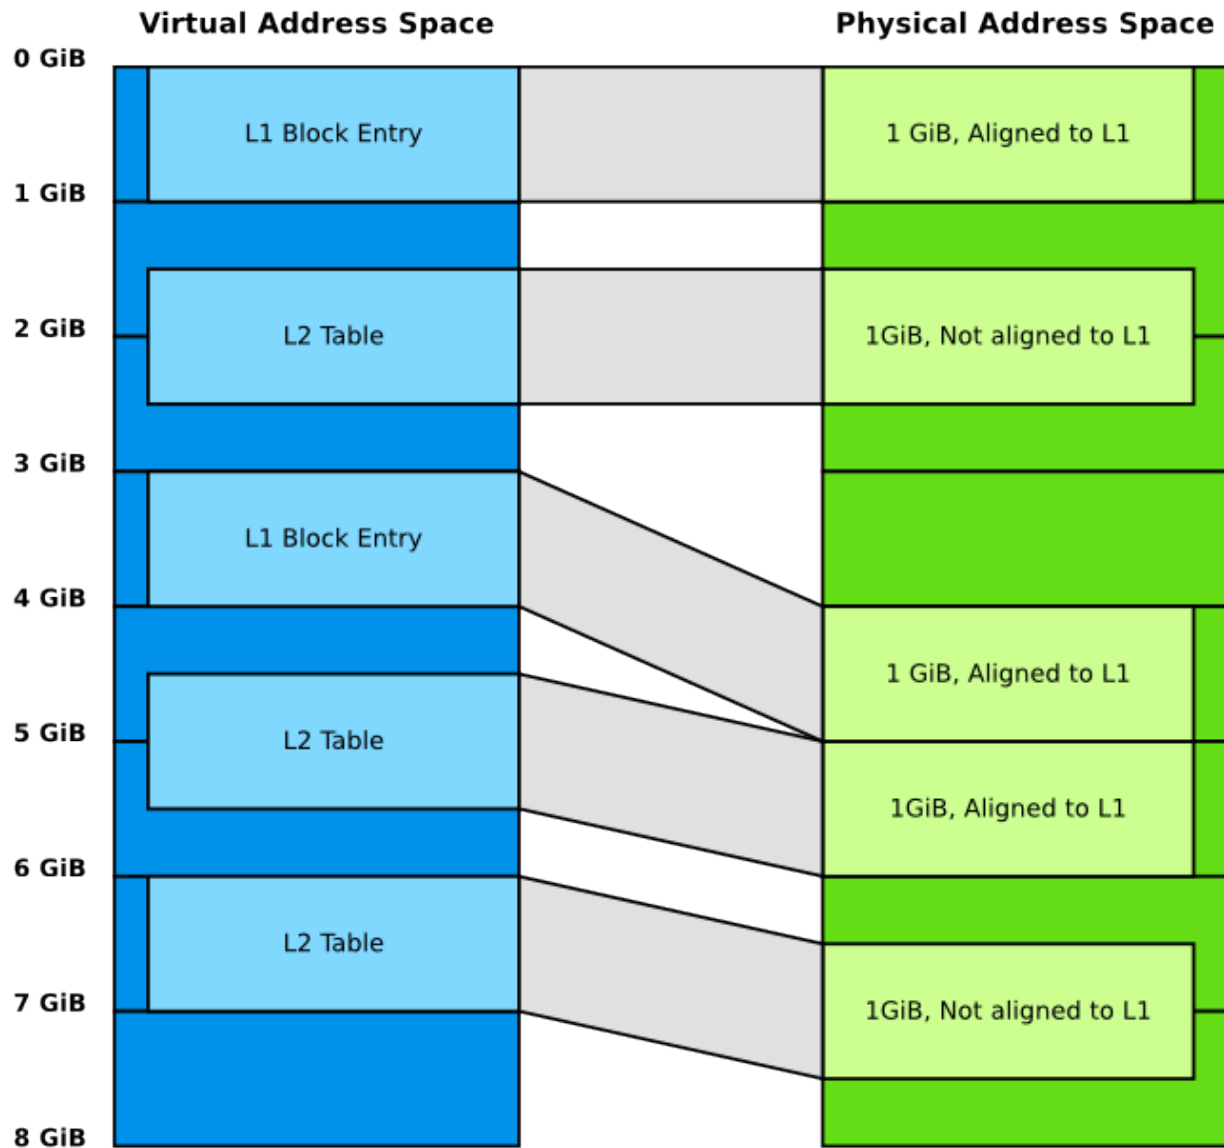 Virtual Address Space
Physical Address Space
0 GiB
L1 Block Entry
1 GiB, Aligned to L1
1 GiB
2 GiB
L2 Table
1GiB, Not aligned to L1
3 GiB
L1 Block Entry
4 GiB
1 GiB, Aligned to L1
5 GiB
L2 Table
1GiB, Aligned to L1
6 GiB
L2 Table
7 GiB
1GiB, Not aligned to L1
8 GiB